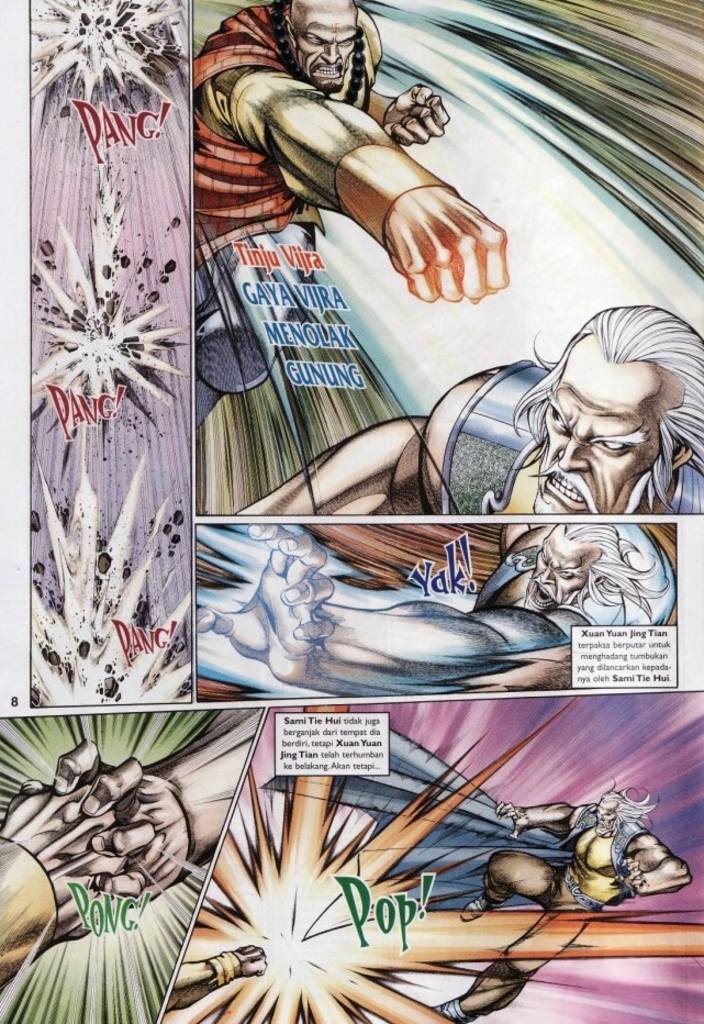 PANG!
PANG!
PANG!
Tinju Vijra
GAYA VIJRA
MENOLAK
GUNUNG
Yak!
Xuan Yuan Jing Tian
terpaksa berputar untuk
menghadang tumbukan
yang dilancarkan kepada-
nya oleh Sami Tie Hui.
8
PONG!
Sami Tie Hui tidak juga
berganjak dari tempat dia
berdiri, tetapi Xuan Yuan
Jing Tian telah terhumban
ke belakang. Akan tetapi...
Pop!